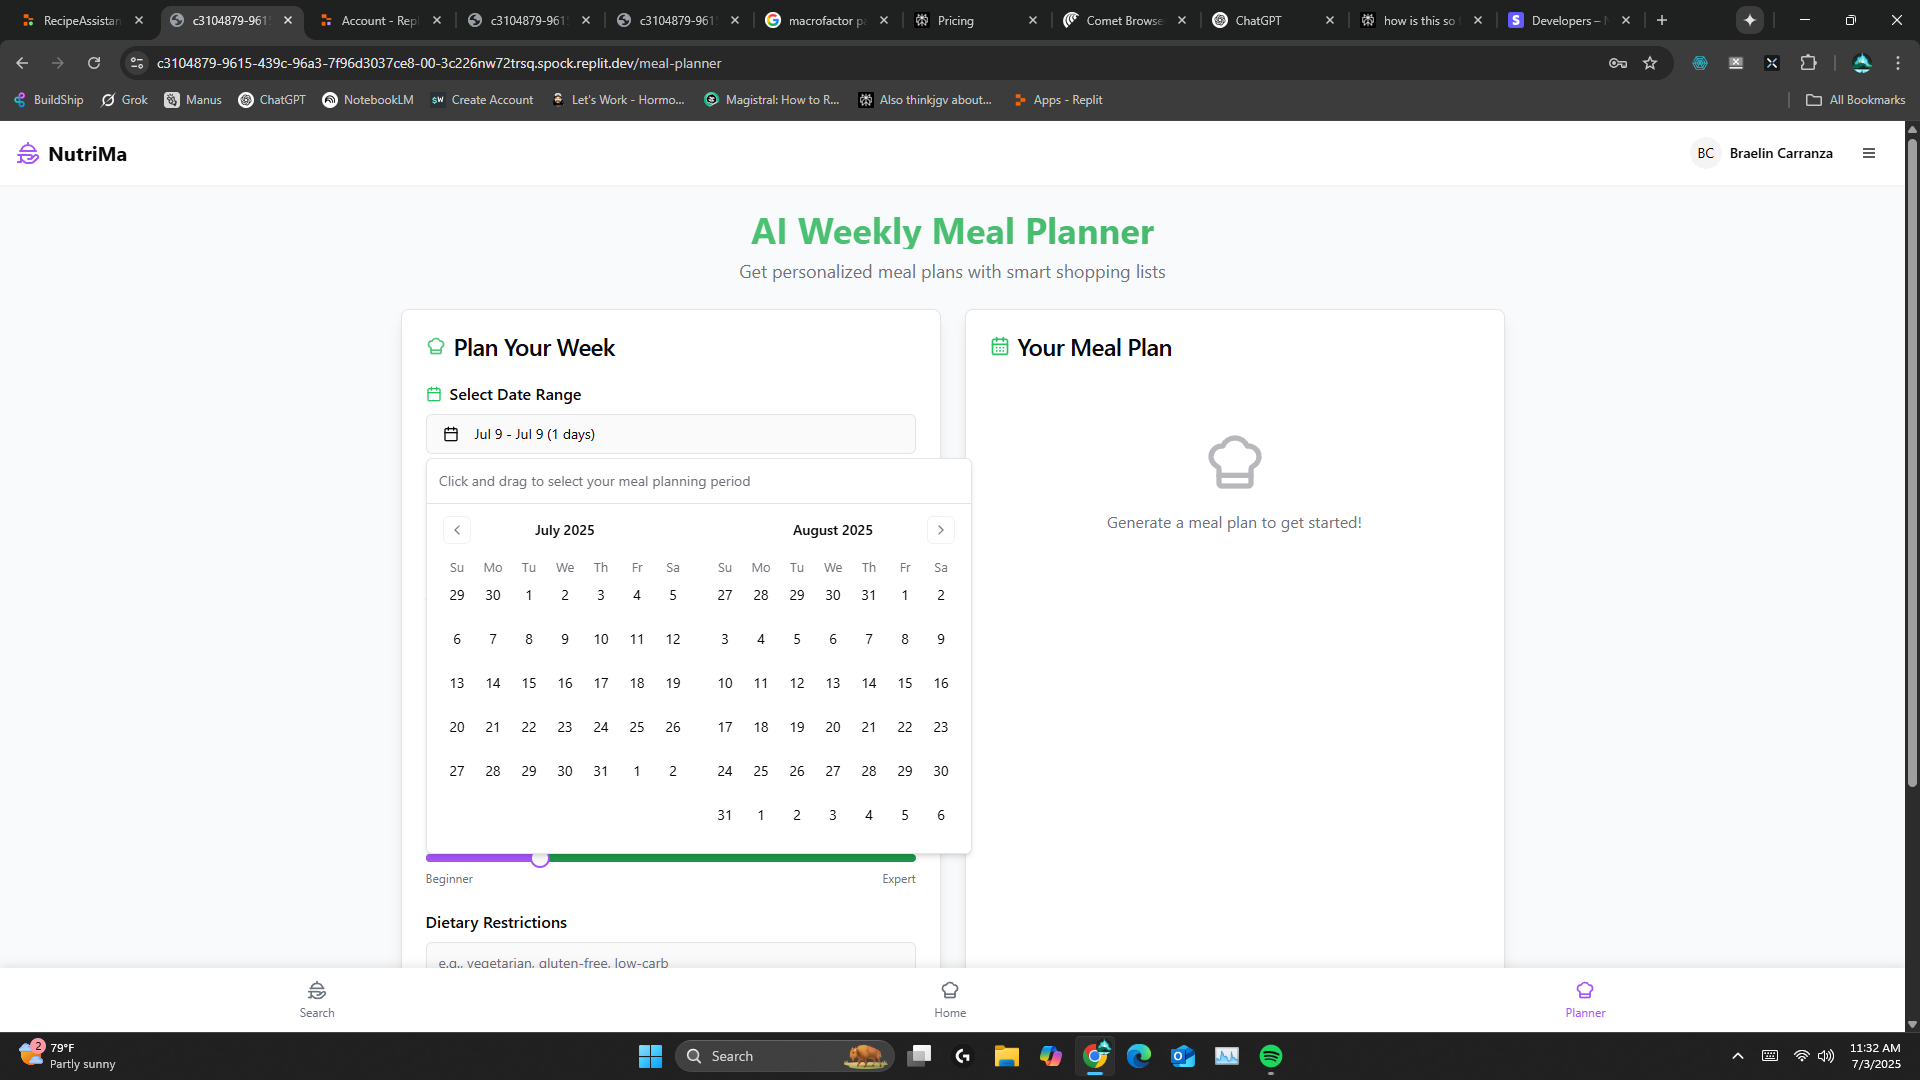 RecipeAssistan
c3104879-961
Account - Repl
c3104879-961
c3104879-961
macrofactor pa
Pricing
Comet Browse
ChatGPT
how is this so
Developers –
c3104879-9615-439c-96a3-7f96d3037ce8-00-3c226nw72trsq.spock.replit.dev/meal-planner
BuildShip
Grok
Manus
ChatGPT
NotebookLM
Create Account
Let's Work - Hormo...
Magistral: How to R...
Also thinkjgv about...
Apps - Replit
All Bookmarks
NutriMa
BC Braelin Carranza
AI Weekly Meal Planner
Get personalized meal plans with smart shopping lists
Plan Your Week
Select Date Range
Jul 9 - Jul 9 (1 days)
Click and drag to select your meal planning period
July 2025
Su Mo Tu We Th Fr Sa
29 30 1 2 3 4 5
6 7 8 9 10 11 12
13 14 15 16 17 18 19
20 21 22 23 24 25 26
27 28 29 30 31 1 2
August 2025
Su Mo Tu We Th Fr Sa
27 28 29 30 31 1 2
3 4 5 6 7 8 9
10 11 12 13 14 15 16
17 18 19 20 21 22 23
24 25 26 27 28 29 30
31 1 2 3 4 5 6
Beginner
Expert
Dietary Restrictions
e.g., vegetarian, gluten-free, low-carb
Your Meal Plan
Generate a meal plan to get started!
Search
Home
Planner
2
79°F
Partly sunny
Search
11:32 AM
7/3/2025